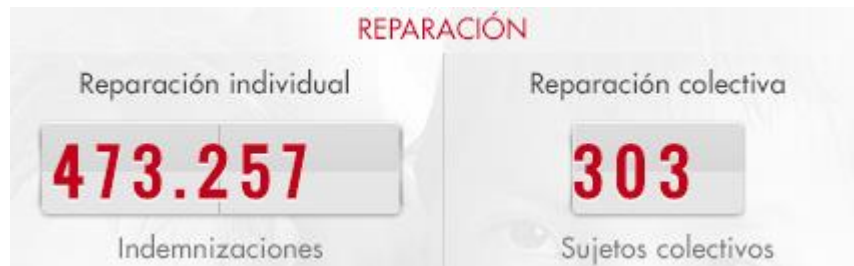 REPARACIÓN
Reparación individual
473.257
Indemnizaciones
Reparación colectiva
303
Sujetos colectivos